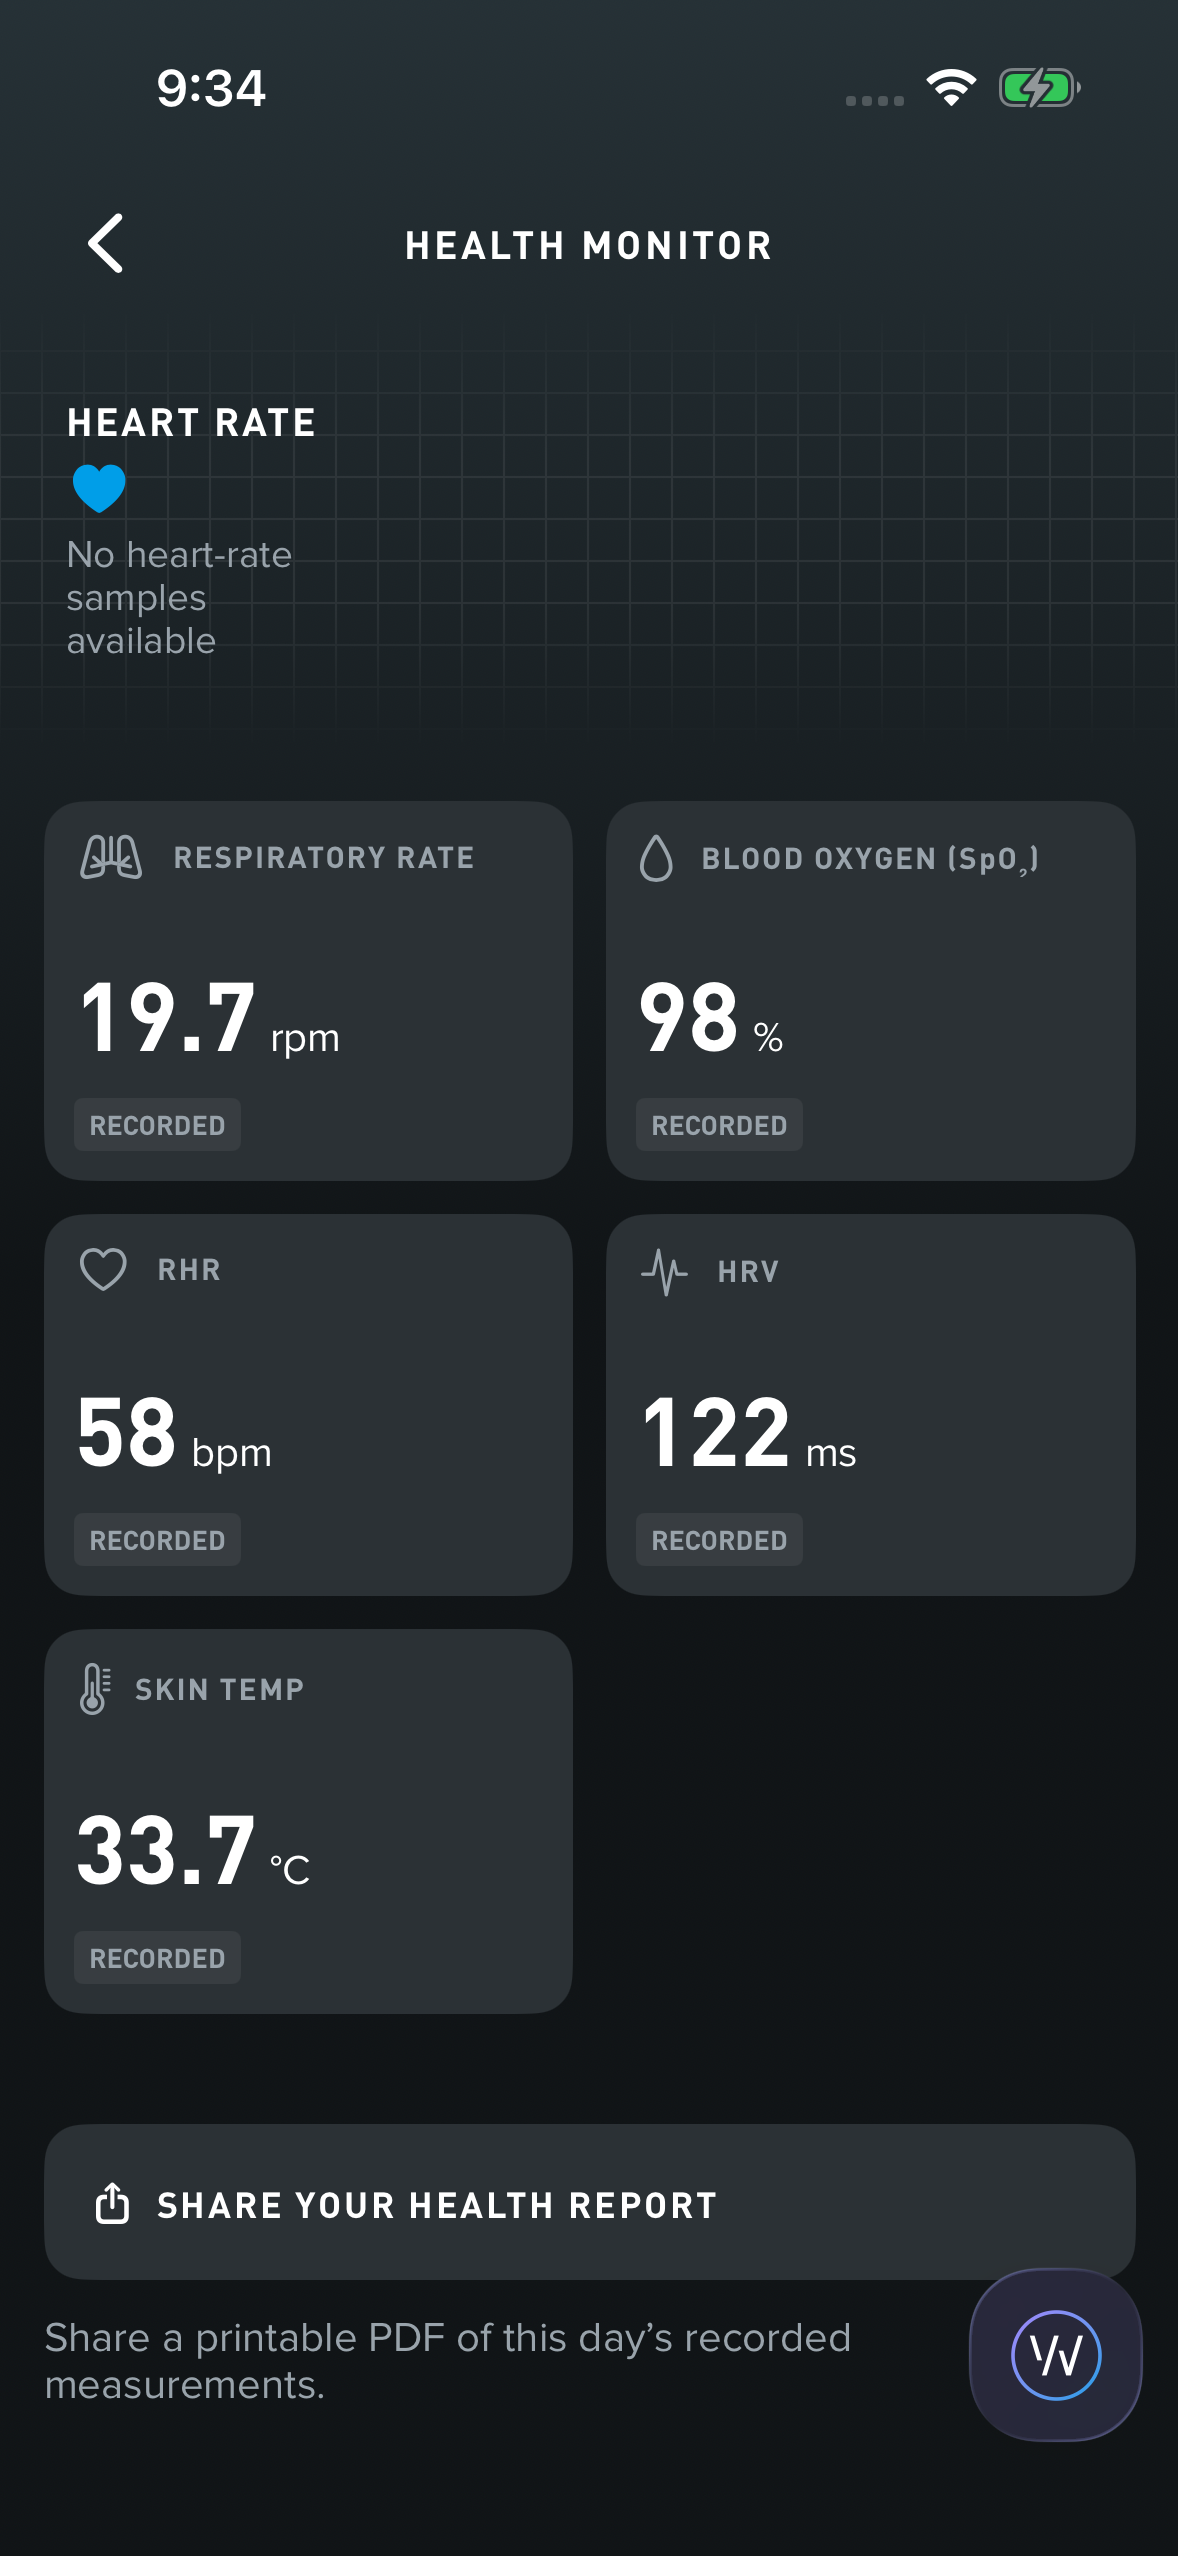 9:34
HEALTH MONITOR
HEART RATE
No heart-rate
samples
available
RESPIRATORY RATE
19.7 rpm
RECORDED
BLOOD OXYGEN (SpO₂)
98 %
RECORDED
RHR
58 bpm
RECORDED
HRV
122 ms
RECORDED
SKIN TEMP
33.7 °C
RECORDED
SHARE YOUR HEALTH REPORT
Share a printable PDF of this day’s recorded
measurements.
W